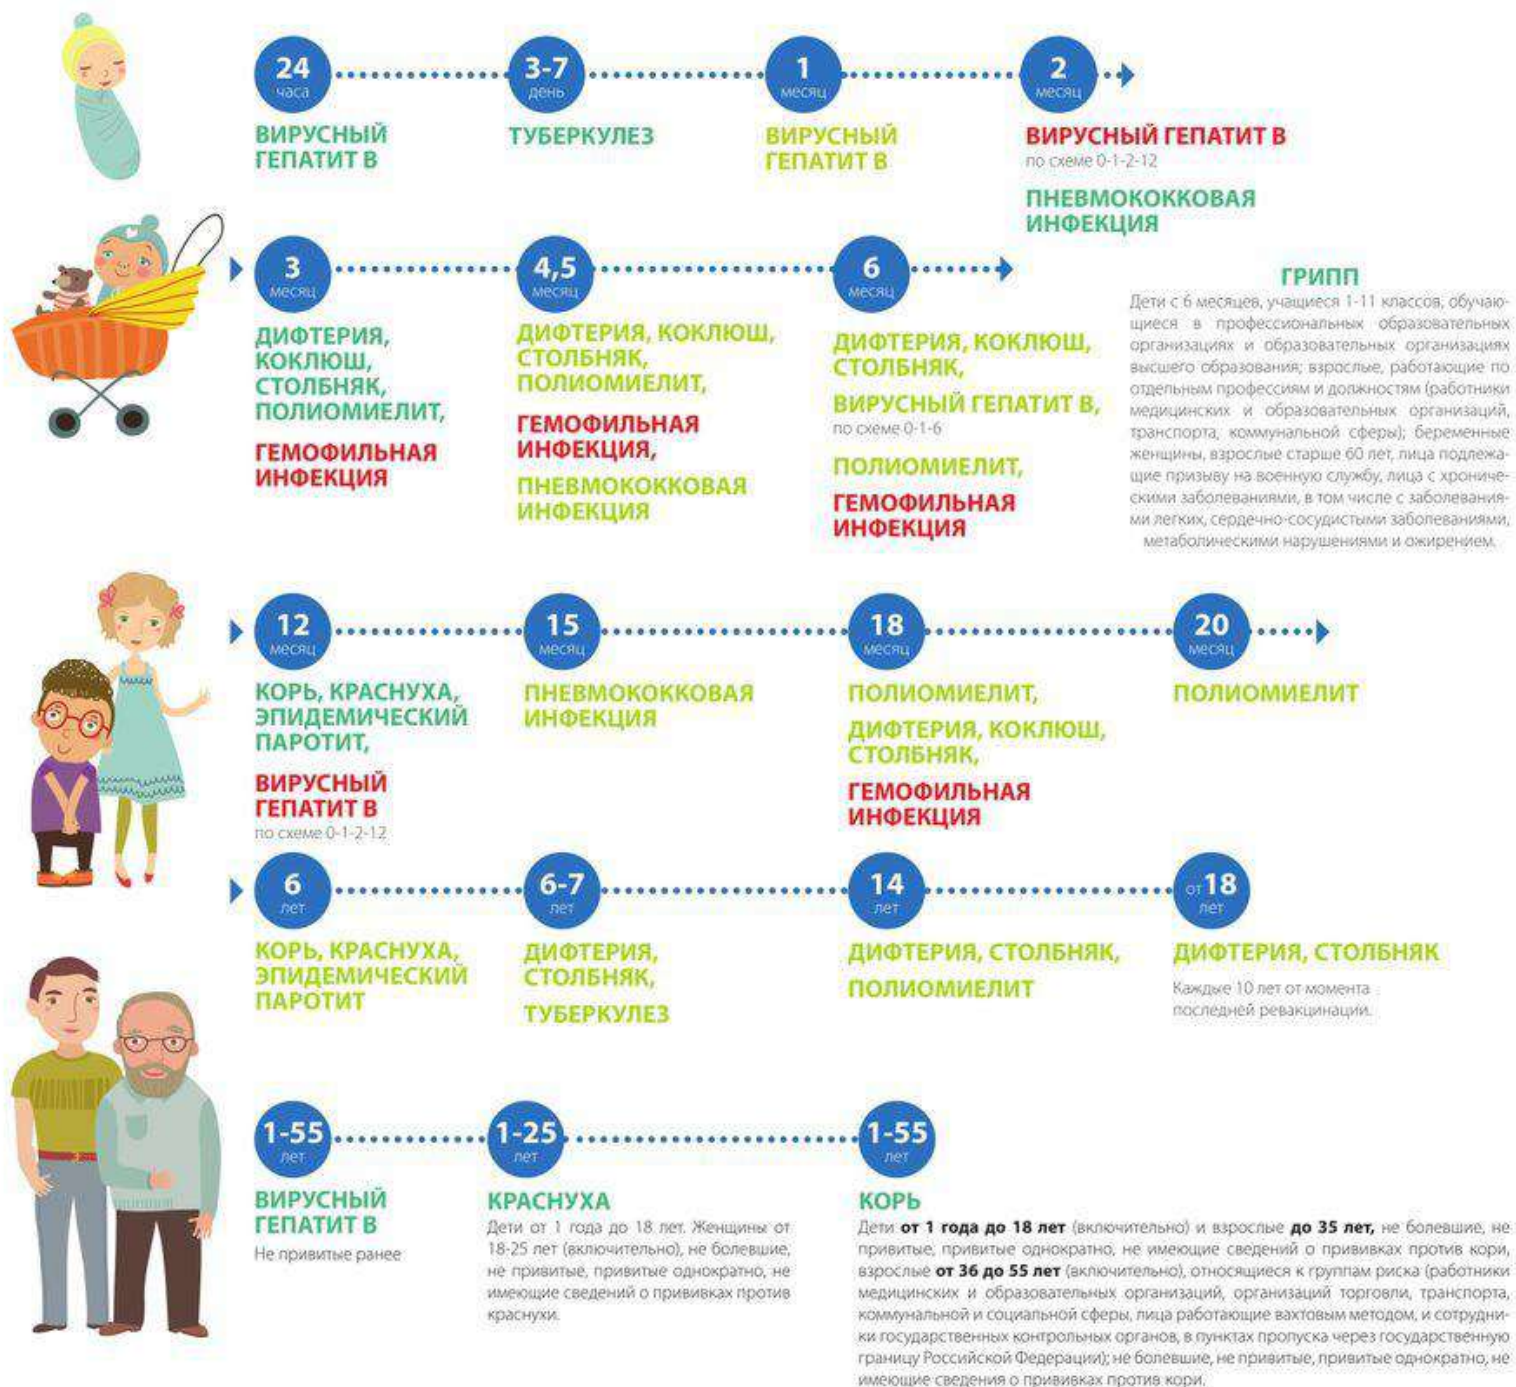 24
часа
ВИРУСНЫЙ
ГЕПАТИТ В
3-7
день
ТУБЕРКУЛЕЗ
1
месяц
ВИРУСНЫЙ
ГЕПАТИТ В
2
месяц
ВИРУСНЫЙ ГЕПАТИТ В
по схеме 0-1-2-12
ПНЕВМОКОККОВАЯ
ИНФЕКЦИЯ
3
месяц
ДИФТЕРИЯ,
КОКЛЮШ,
СТОЛБНЯК,
ПОЛИОМИЕЛИТ,
ГЕМОФИЛЬНАЯ
ИНФЕКЦИЯ
4,5
месяц
ДИФТЕРИЯ, КОКЛЮШ,
СТОЛБНЯК,
ПОЛИОМИЕЛИТ,
ГЕМОФИЛЬНАЯ
ИНФЕКЦИЯ,
ПНЕВМОКОККОВАЯ
ИНФЕКЦИЯ
6
месяц
ДИФТЕРИЯ, КОКЛЮШ,
СТОЛБНЯК,
ВИРУСНЫЙ ГЕПАТИТ В,
по схеме 0-1-6
ПОЛИОМИЕЛИТ,
ГЕМОФИЛЬНАЯ
ИНФЕКЦИЯ
ГРИПП
Дети с 6 месяцев, учащиеся 1-11 классов, обучаю-
щиеся в профессиональных образовательных
организациях и образовательных организациях
высшего образования; взрослые, работающие по
отдельным профессиям и должностям (работники
медицинских и образовательных организаций,
транспорта, коммунальной сферы); беременные
женщины, взрослые старше 60 лет, лица подлежа-
щие призыву на военную службу, лица с хрониче-
скими заболеваниями, в том числе с заболевания-
ми легких, сердечно-сосудистыми заболеваниями,
метаболическими нарушениями и ожирением.
12
месяц
КОРЬ, КРАСНУХА,
ЭПИДЕМИЧЕСКИЙ
ПАРОТИТ,
ВИРУСНЫЙ
ГЕПАТИТ В
по схеме 0-1-2-12
15
месяц
ПНЕВМОКОККОВАЯ
ИНФЕКЦИЯ
18
месяц
ПОЛИОМИЕЛИТ,
ДИФТЕРИЯ, КОКЛЮШ,
СТОЛБНЯК,
ГЕМОФИЛЬНАЯ
ИНФЕКЦИЯ
20
месяц
ПОЛИОМИЕЛИТ
6
лет
КОРЬ, КРАСНУХА,
ЭПИДЕМИЧЕСКИЙ
ПАРОТИТ
6-7
лет
ДИФТЕРИЯ,
СТОЛБНЯК,
ТУБЕРКУЛЕЗ
14
лет
ДИФТЕРИЯ, СТОЛБНЯК,
ПОЛИОМИЕЛИТ
от 18
лет
ДИФТЕРИЯ, СТОЛБНЯК
Каждые 10 лет от момента
последней ревакцинации.
1-55
лет
ВИРУСНЫЙ
ГЕПАТИТ В
Не привитые ранее
1-25
лет
КРАСНУХА
Дети от 1 года до 18 лет. Женщины от
18-25 лет (включительно), не болевшие,
не привитые, привитые однократно, не
имеющие сведений о прививках против
краснухи.
1-55
лет
КОРЬ
Дети от 1 года до 18 лет (включительно) и взрослые до 35 лет, не болевшие, не
привитые, привитые однократно, не имеющие сведений о прививках против кори,
взрослые от 36 до 55 лет (включительно), относящиеся к группам риска (работники
медицинских и образовательных организаций, организаций торговли, транспорта,
коммунальной и социальной сферы, лица работающие вахтовым методом, и сотрудни-
ки государственных контрольных органов, в пунктах пропуска через государственную
границу Российской Федерации); не болевшие, не привитые, привитые однократно, не
имеющие сведения о прививках против кори.